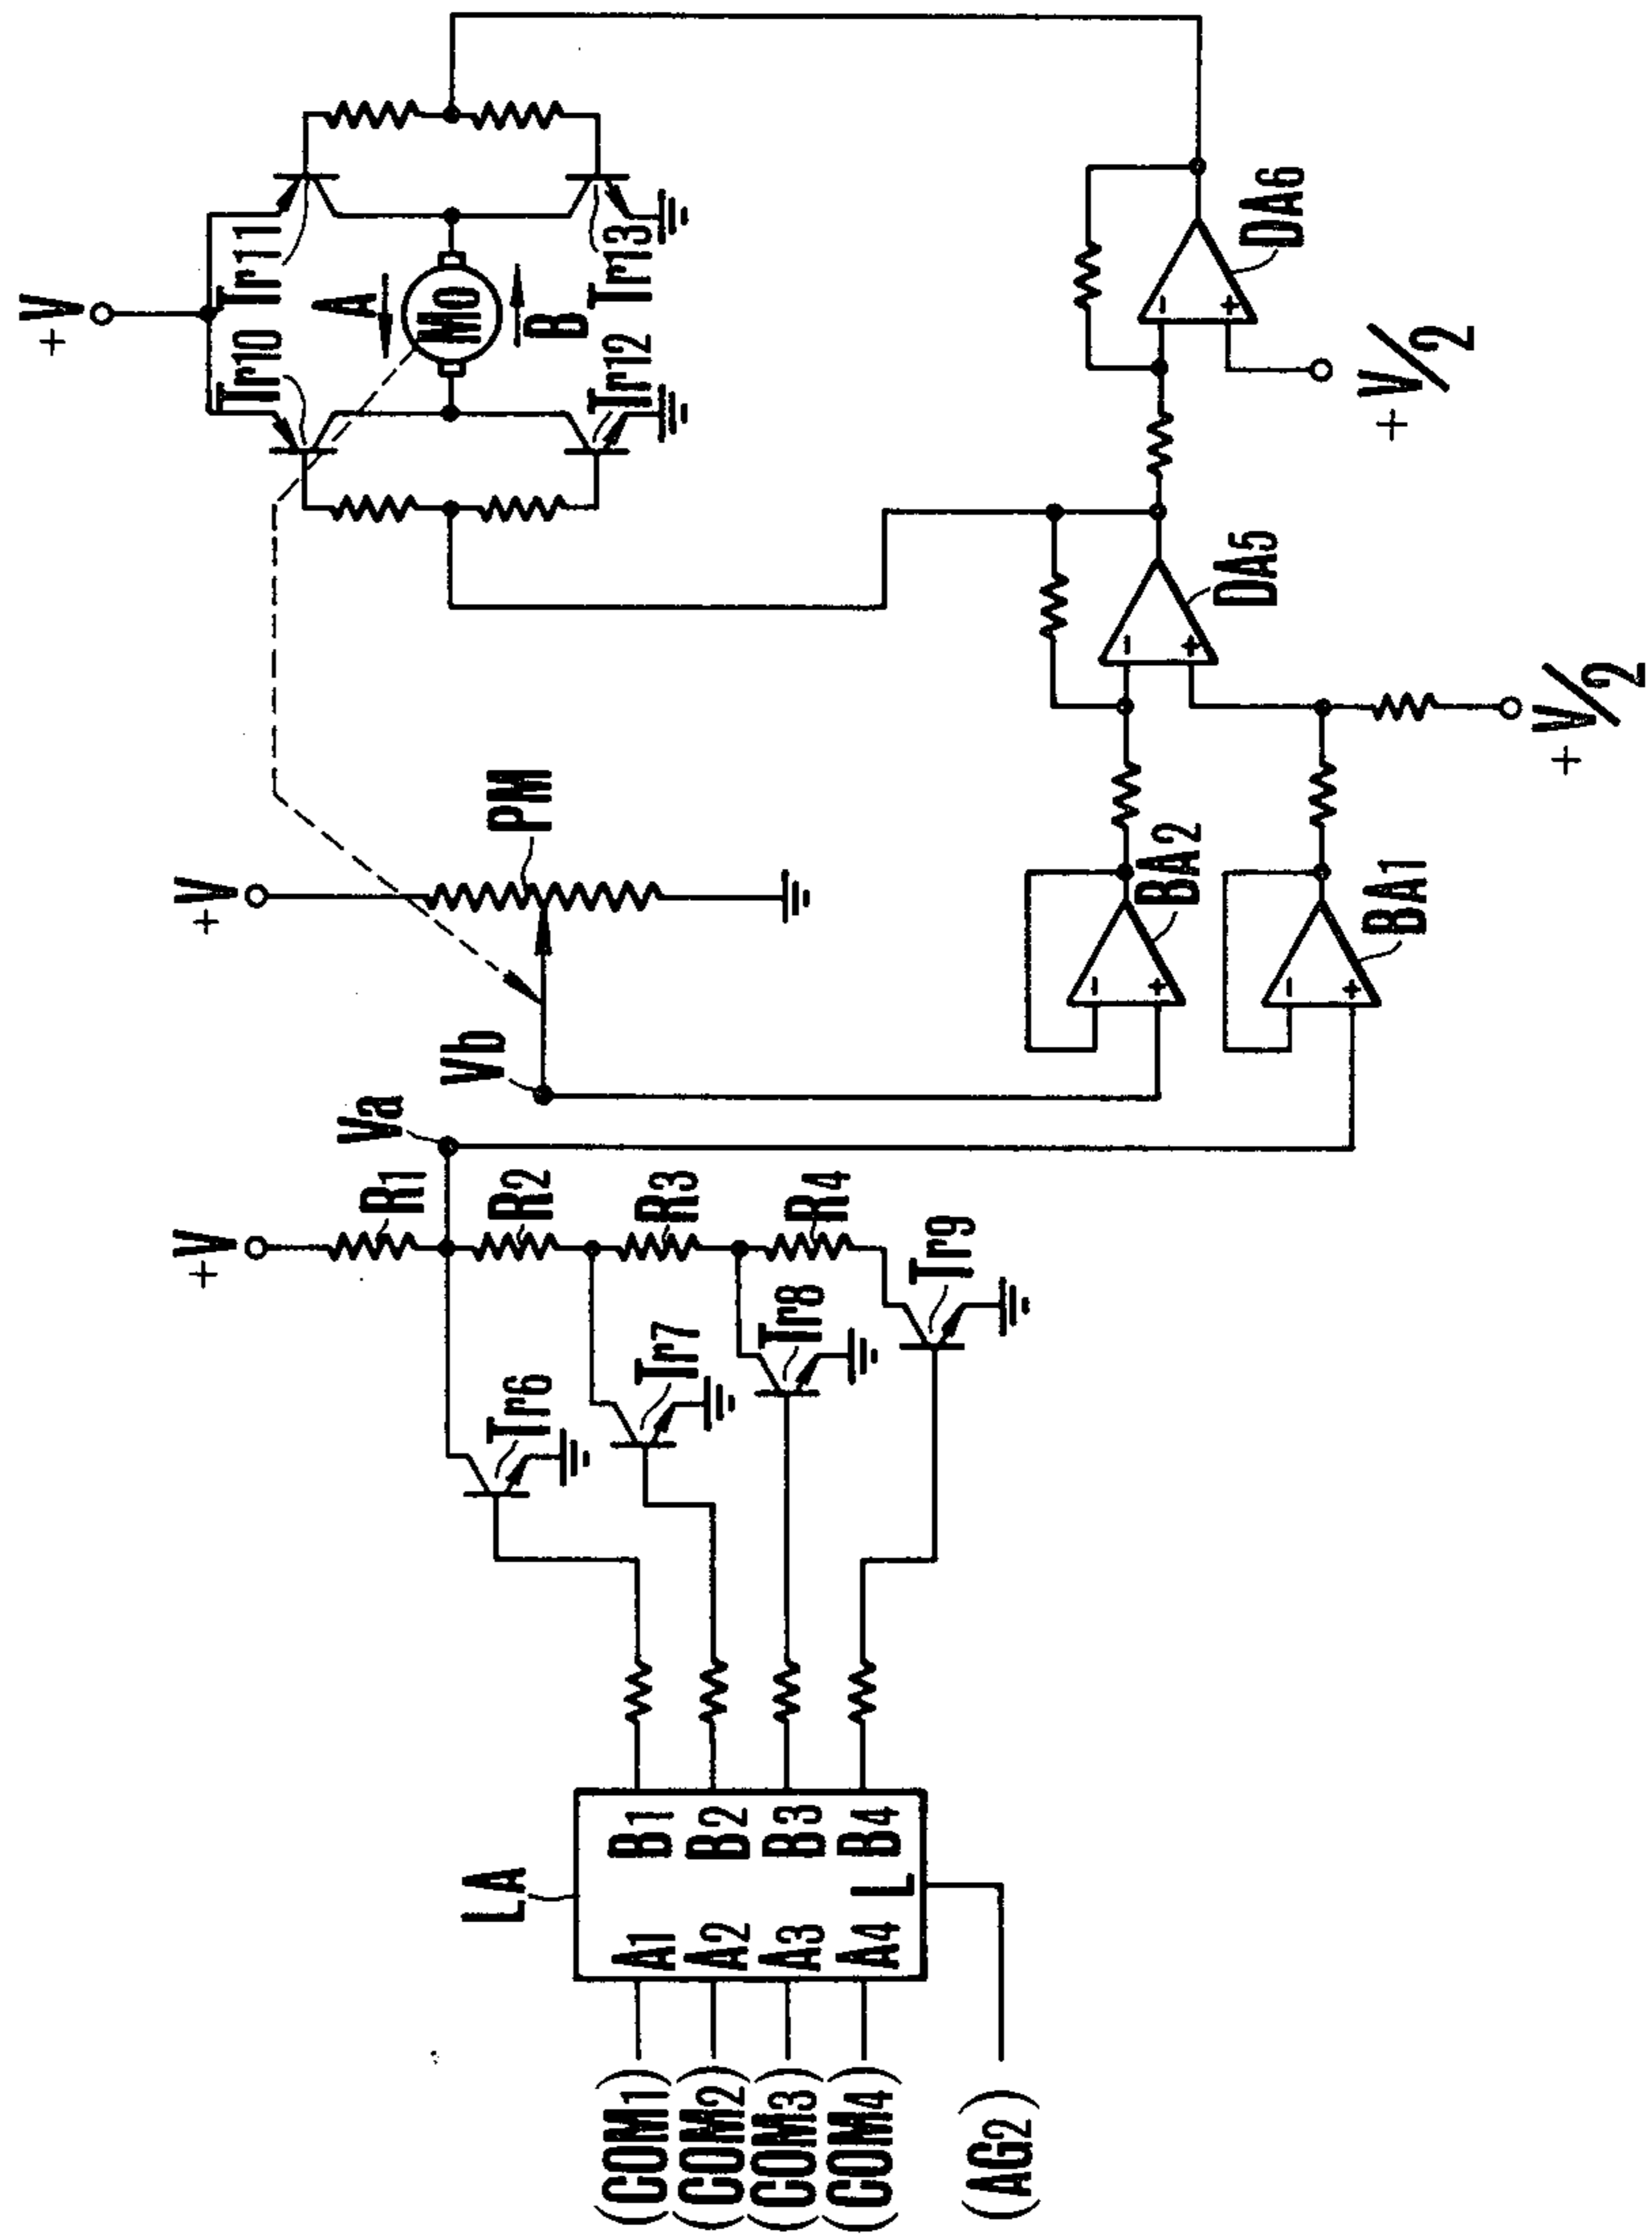 (COM1)
(COM2)
(COM3)
(COM4)
(AG2)
LA
A1 B1
A2 B2
A3 B3
A4 B4
L
Tr6
Tr7
Tr8
Tr9
+V
R1
R2
R3
R4
Va
Vb
+V
PM
BA2
BA1
+V/2
DA5
+V/2
DA6
+V
Tr10
Tr11
A
Mo
B
Tr12
Tr13
- +
- +
- +
- +